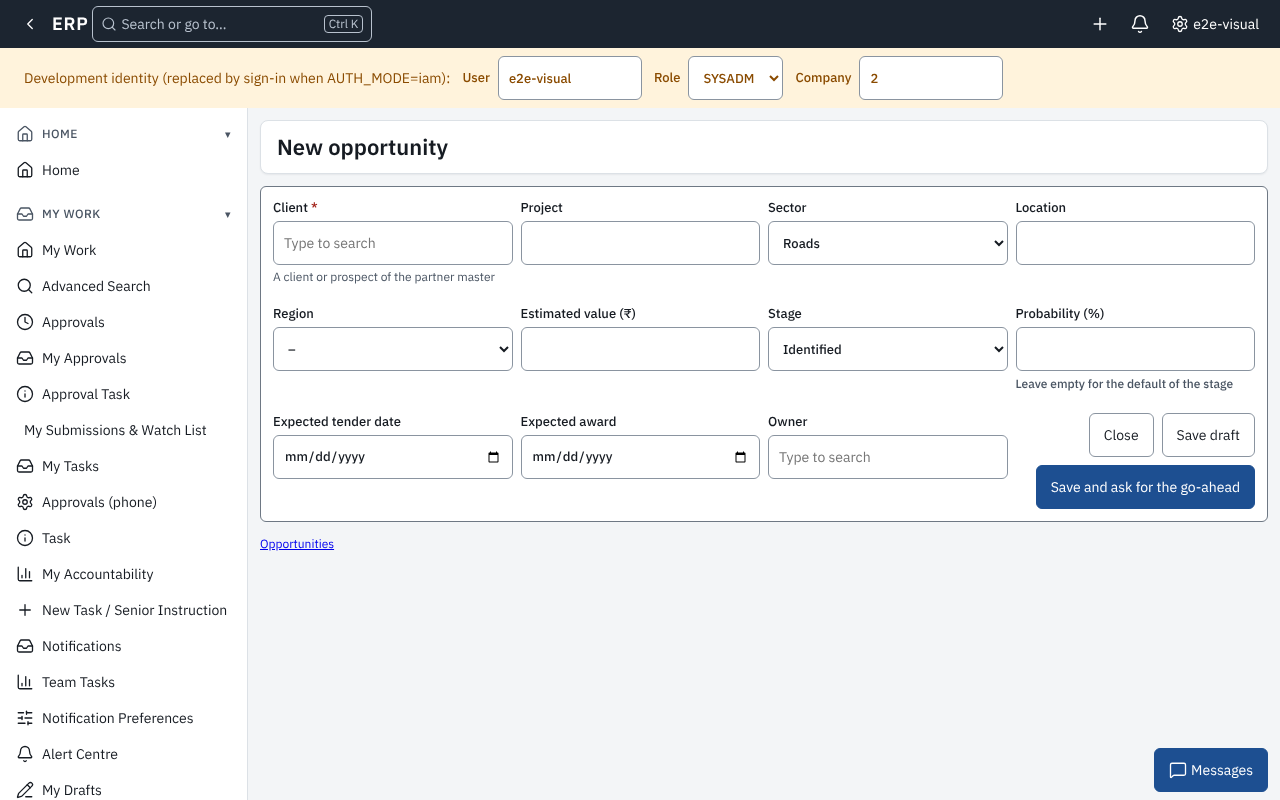 ERP
Search or go to...
Ctrl K
e2e-visual
Development identity (replaced by sign-in when AUTH_MODE=iam):
User
e2e-visual
Role
SYSADM
Company
2
HOME
Home
MY WORK
My Work
Advanced Search
Approvals
My Approvals
Approval Task
My Submissions & Watch List
My Tasks
Approvals (phone)
Task
My Accountability
New Task / Senior Instruction
Notifications
Team Tasks
Notification Preferences
Alert Centre
My Drafts
New opportunity
Client *
Project
Sector
Location
Type to search
Roads
A client or prospect of the partner master
Region
Estimated value (₹)
Stage
Probability (%)
–
Identified
Leave empty for the default of the stage
Expected tender date
Expected award
Owner
mm/dd/yyyy
mm/dd/yyyy
Type to search
Close
Save draft
Save and ask for the go-ahead
Opportunities
Messages